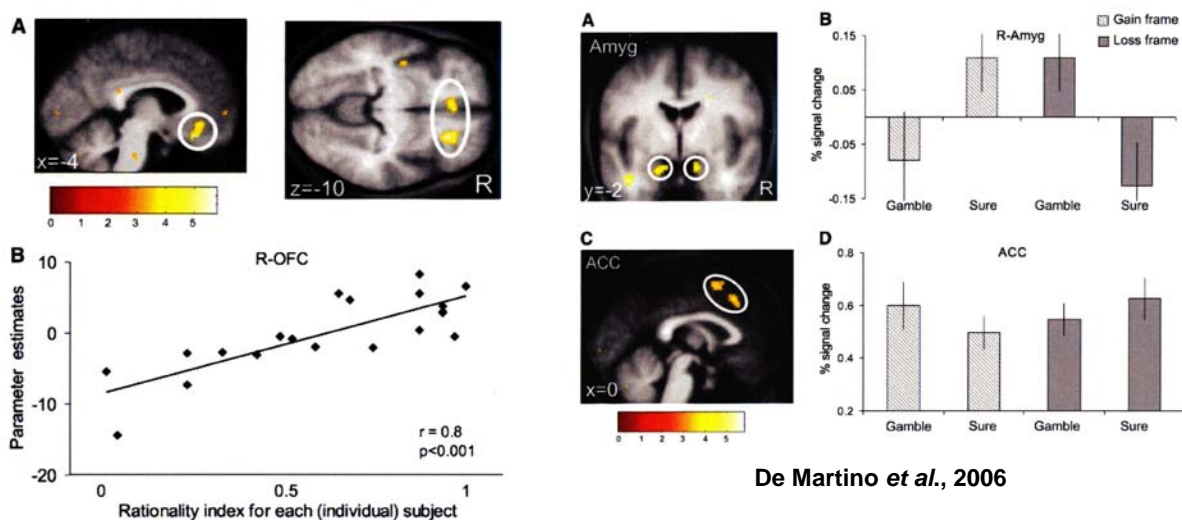 A
x=-4
z=-10
R
0 1 2 3 4 5
B
R-OFC
10
0
-10
-20
Parameter estimates
r = 0.8
p<0.001
0 0.5 1
Rationality index for each (individual) subject
A
Amyg
y=-2
R
B
Gain frame
Loss frame
R-Amyg
0.15
0.05
-0.05
-0.15
% signal change
Gamble Sure Gamble Sure
C
ACC
x=0
0 1 2 3 4 5
D
ACC
0.8
0.6
0.4
0.2
% signal change
Gamble Sure Gamble Sure
De Martino et al., 2006